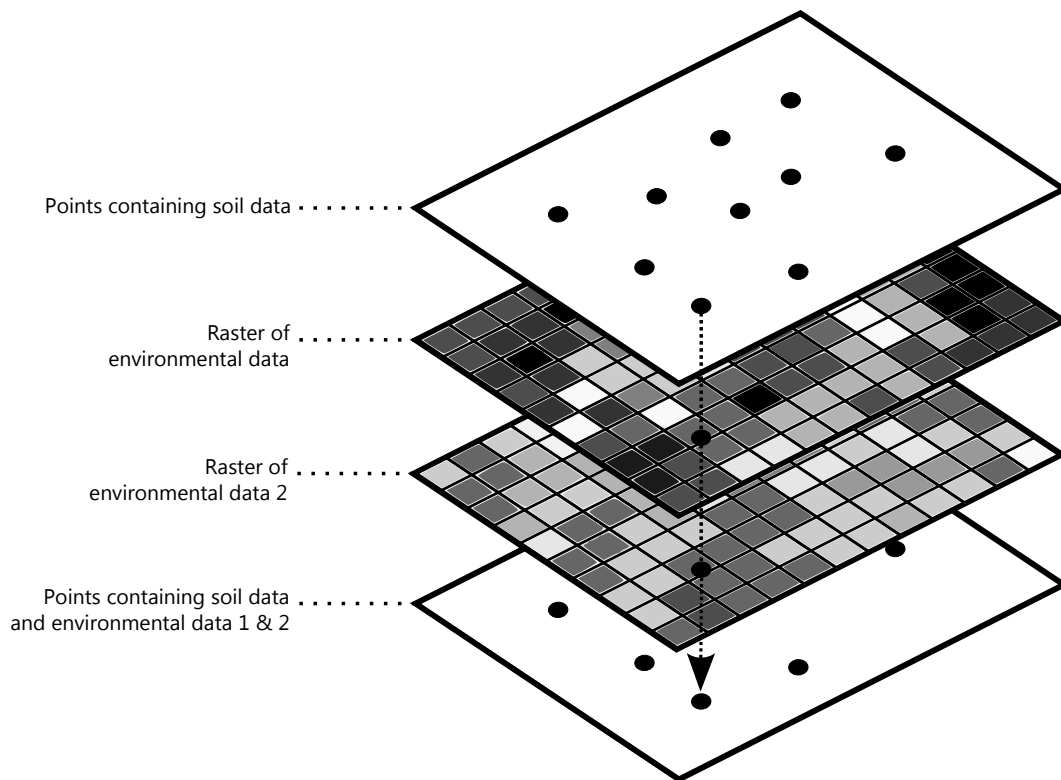 Points containing soil data
Raster of
environmental data
Raster of
environmental data 2
Points containing soil data
and environmental data 1 & 2